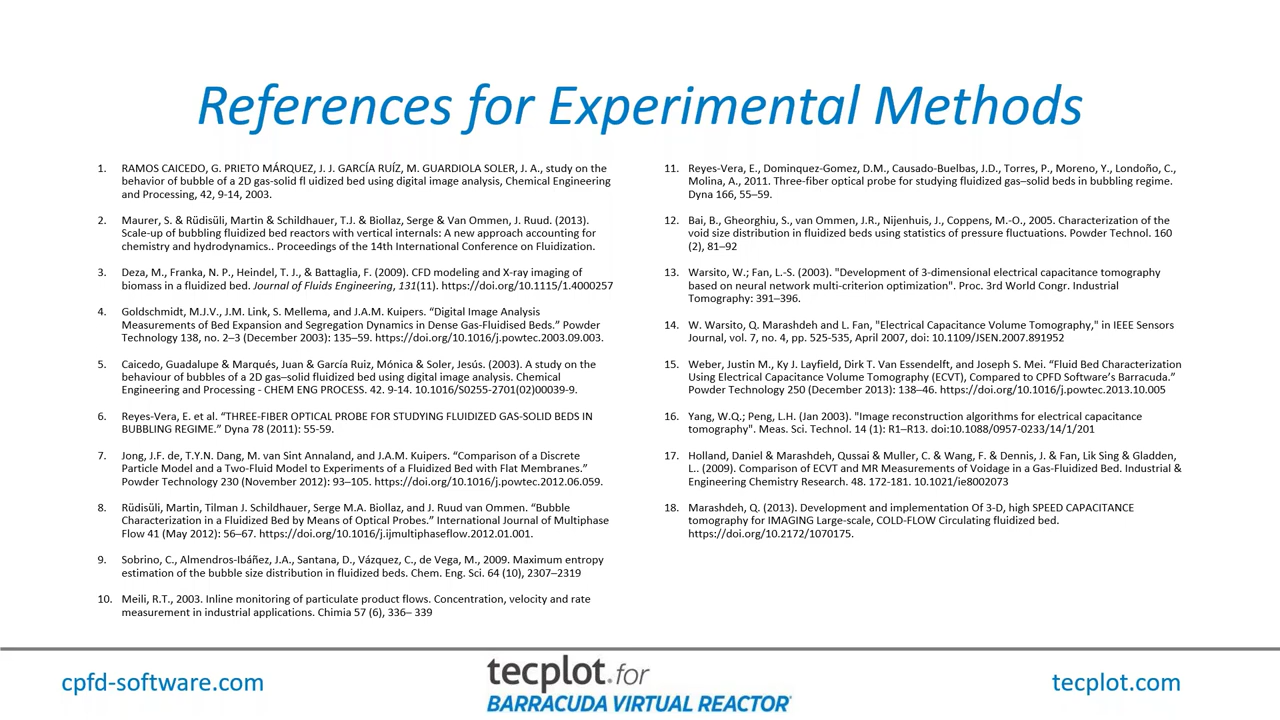 References for Experimental Methods
1. RAMOS CAICEDO, G. PRIETO MÁRQUEZ, J. J. GARCÍA RUÍZ, M. GUARDIOLA SOLER, J. A., study on the
behavior of bubble of a 2D gas-solid fl uidized bed using digital image analysis, Chemical Engineering
and Processing, 42, 9-14, 2003.
2. Maurer, S. & Rüdisüli, Martin & Schildhauer, T.J. & Biollaz, Serge & Van Ommen, J. Ruud. (2013).
Scale-up of bubbling fluidized bed reactors with vertical internals: A new approach accounting for
chemistry and hydrodynamics.. Proceedings of the 14th International Conference on Fluidization.
3. Deza, M., Franka, N. P., Heindel, T. J., & Battaglia, F. (2009). CFD modeling and X-ray imaging of
biomass in a fluidized bed. Journal of Fluids Engineering, 131(11). https://doi.org/10.1115/1.4000257
4. Goldschmidt, M.J.V., J.M. Link, S. Mellema, and J.A.M. Kuipers. “Digital Image Analysis
Measurements of Bed Expansion and Segregation Dynamics in Dense Gas-Fluidised Beds.” Powder
Technology 138, no. 2–3 (December 2003): 135–59. https://doi.org/10.1016/j.powtec.2003.09.003.
5. Caicedo, Guadalupe & Marqués, Juan & García Ruiz, Mónica & Soler, Jesús. (2003). A study on the
behaviour of bubbles of a 2D gas–solid fluidized bed using digital image analysis. Chemical
Engineering and Processing - CHEM ENG PROCESS. 42. 9-14. 10.1016/S0255-2701(02)00039-9.
6. Reyes-Vera, E. et al. “THREE-FIBER OPTICAL PROBE FOR STUDYING FLUIDIZED GAS-SOLID BEDS IN
BUBBLING REGIME.” Dyna 78 (2011): 55-59.
7. Jong, J.F. de, T.Y.N. Dang, M. van Sint Annaland, and J.A.M. Kuipers. “Comparison of a Discrete
Particle Model and a Two-Fluid Model to Experiments of a Fluidized Bed with Flat Membranes.”
Powder Technology 230 (November 2012): 93–105. https://doi.org/10.1016/j.powtec.2012.06.059.
8. Rüdisüli, Martin, Tilman J. Schildhauer, Serge M.A. Biollaz, and J. Ruud van Ommen. “Bubble
Characterization in a Fluidized Bed by Means of Optical Probes.” International Journal of Multiphase
Flow 41 (May 2012): 56–67. https://doi.org/10.1016/j.ijmultiphaseflow.2012.01.001.
9. Sobrino, C., Almendros-Ibáñez, J.A., Santana, D., Vázquez, C., de Vega, M., 2009. Maximum entropy
estimation of the bubble size distribution in fluidized beds. Chem. Eng. Sci. 64 (10), 2307–2319
10. Meili, R.T., 2003. Inline monitoring of particulate product flows. Concentration, velocity and rate
measurement in industrial applications. Chimia 57 (6), 336– 339
11. Reyes-Vera, E., Dominquez-Gomez, D.M., Causado-Buelbas, J.D., Torres, P., Moreno, Y., Londoño, C.,
Molina, A., 2011. Three-fiber optical probe for studying fluidized gas–solid beds in bubbling regime.
Dyna 166, 55–59.
12. Bai, B., Gheorghiu, S., van Ommen, J.R., Nijenhuis, J., Coppens, M.-O., 2005. Characterization of the
void size distribution in fluidized beds using statistics of pressure fluctuations. Powder Technol. 160
(2), 81–92
13. Warsito, W.; Fan, L.-S. (2003). "Development of 3-dimensional electrical capacitance tomography
based on neural network multi-criterion optimization". Proc. 3rd World Congr. Industrial
Tomography: 391–396.
14. W. Warsito, Q. Marashdeh and L. Fan, "Electrical Capacitance Volume Tomography," in IEEE Sensors
Journal, vol. 7, no. 4, pp. 525-535, April 2007, doi: 10.1109/JSEN.2007.891952
15. Weber, Justin M., Ky J. Layfield, Dirk T. Van Essendelft, and Joseph S. Mei. “Fluid Bed Characterization
Using Electrical Capacitance Volume Tomography (ECVT), Compared to CPFD Software’s Barracuda.”
Powder Technology 250 (December 2013): 138–46. https://doi.org/10.1016/j.powtec.2013.10.005
16. Yang, W.Q.; Peng, L.H. (Jan 2003). "Image reconstruction algorithms for electrical capacitance
tomography". Meas. Sci. Technol. 14 (1): R1–R13. doi:10.1088/0957-0233/14/1/201
17. Holland, Daniel & Marashdeh, Qussai & Muller, C. & Wang, F. & Dennis, J. & Fan, Lik Sing & Gladden,
L.. (2009). Comparison of ECVT and MR Measurements of Voidage in a Gas-Fluidized Bed. Industrial &
Engineering Chemistry Research. 48. 172-181. 10.1021/ie8002073
18. Marashdeh, Q. (2013). Development and implementation Of 3-D, high SPEED CAPACITANCE
tomography for IMAGING Large-scale, COLD-FLOW Circulating fluidized bed.
https://doi.org/10.2172/1070175.
cpfd-software.com
tecplot.for
BARRACUDA VIRTUAL REACTOR
tecplot.com